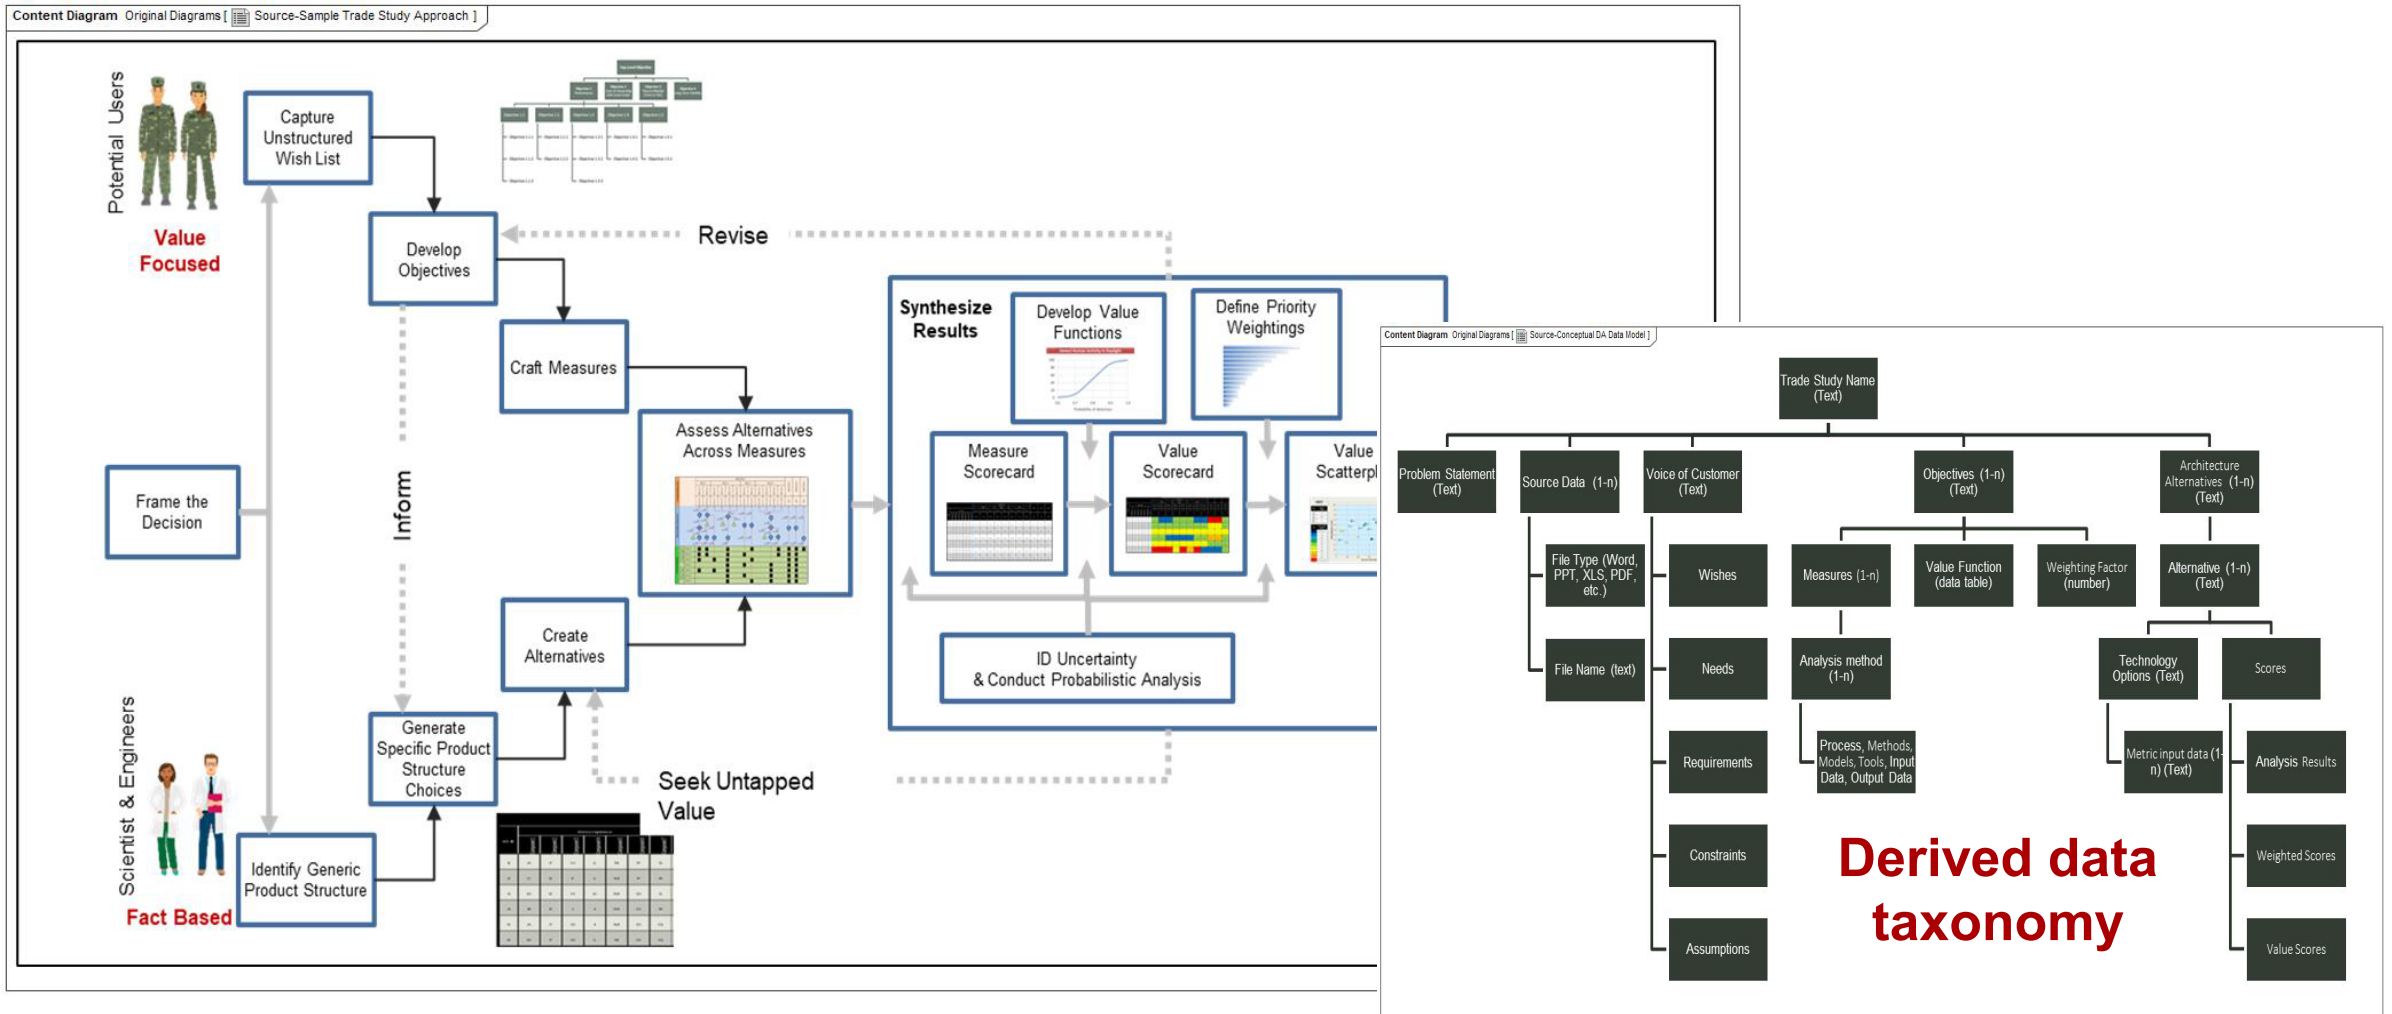 Content Diagram Original Diagrams [ Source-Sample Trade Study Approach ]
Potential Users
Value
Focused
Capture
Unstructured
Wish List
Develop
Objectives
Revise
Craft Measures
Inform
Frame the
Decision
Assess Alternatives
Across Measures
Create
Alternatives
Generate
Specific Product
Structure
Choices
Seek Untapped
Value
Scientist & Engineers
Fact Based
Identify Generic
Product Structure
Synthesize
Results
Develop Value
Functions
Define Priority
Weightings
Measure
Scorecard
Value
Scorecard
Value
Scatterpl
ID Uncertainty
& Conduct Probabilistic Analysis
Content Diagram Original Diagrams [ Source-Conceptual DA Data Model ]
Trade Study Name
(Text)
Problem Statement
(Text)
Source Data (1-n)
Voice of Customer
(Text)
Objectives (1-n)
(Text)
Architecture
Alternatives (1-n)
(Text)
File Type (Word,
PPT, XLS, PDF,
etc.)
File Name (text)
Wishes
Needs
Requirements
Constraints
Assumptions
Measures (1-n)
Value Function
(data table)
Weighting Factor
(number)
Alternative (1-n)
(Text)
Analysis method
(1-n)
Process, Methods,
Models, Tools, Input
Data, Output Data
Technology
Options (Text)
Scores
Metric input data (1-
n) (Text)
Analysis Results
Weighted Scores
Value Scores
Derived data
taxonomy